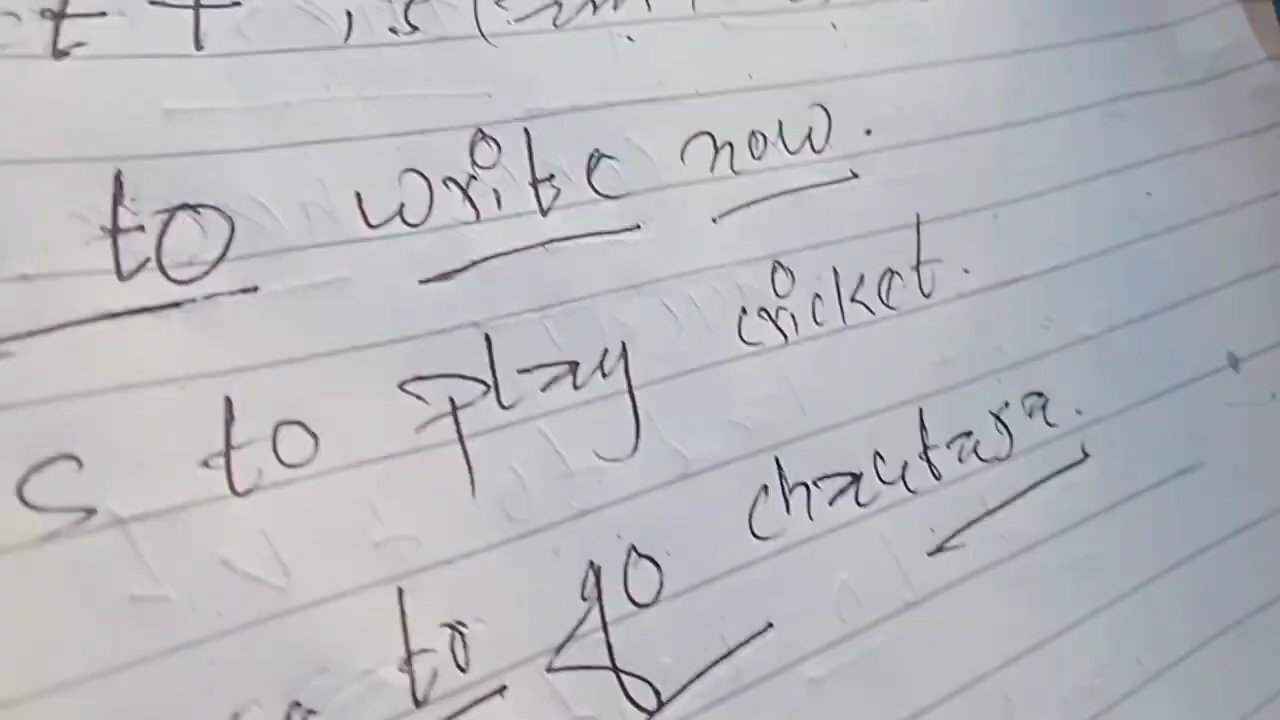 to write now.
s to play cricket.
to go chautara.